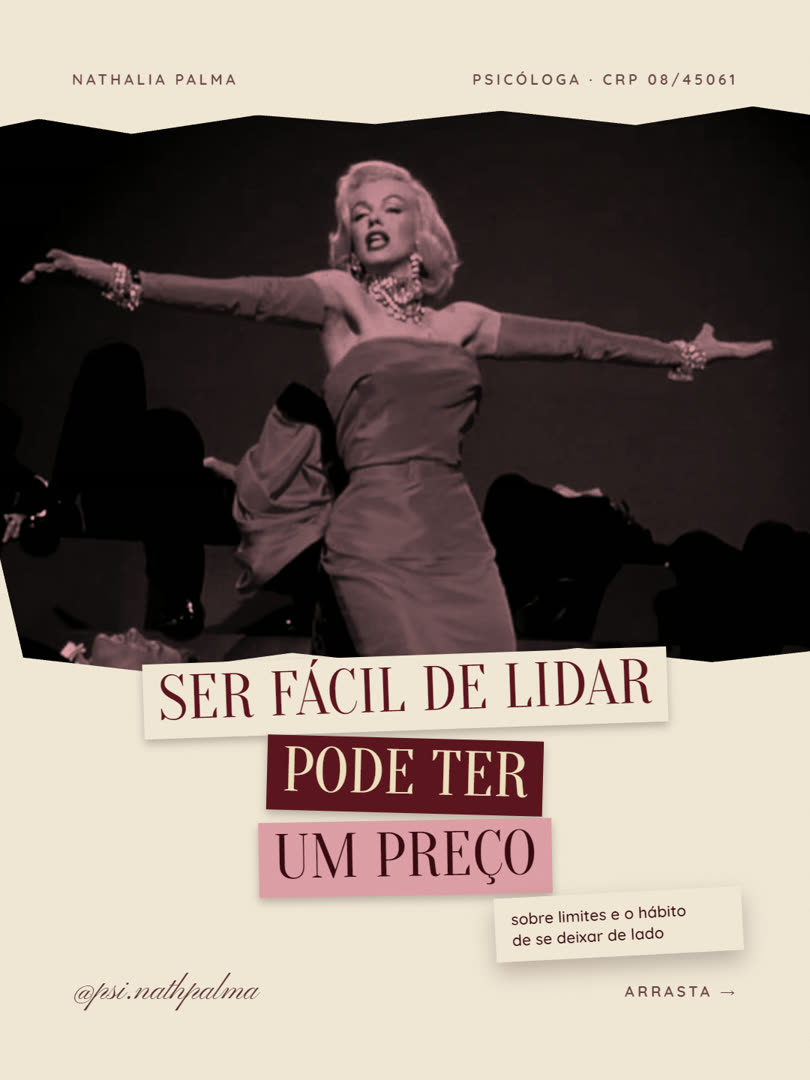 NATHALIA PALMA
PSICÓLOGA · CRP 08/45061
SER FÁCIL DE LIDAR
PODE TER
UM PREÇO
sobre limites e o hábito
de se deixar de lado
@psi.nathpalma
ARRASTA →